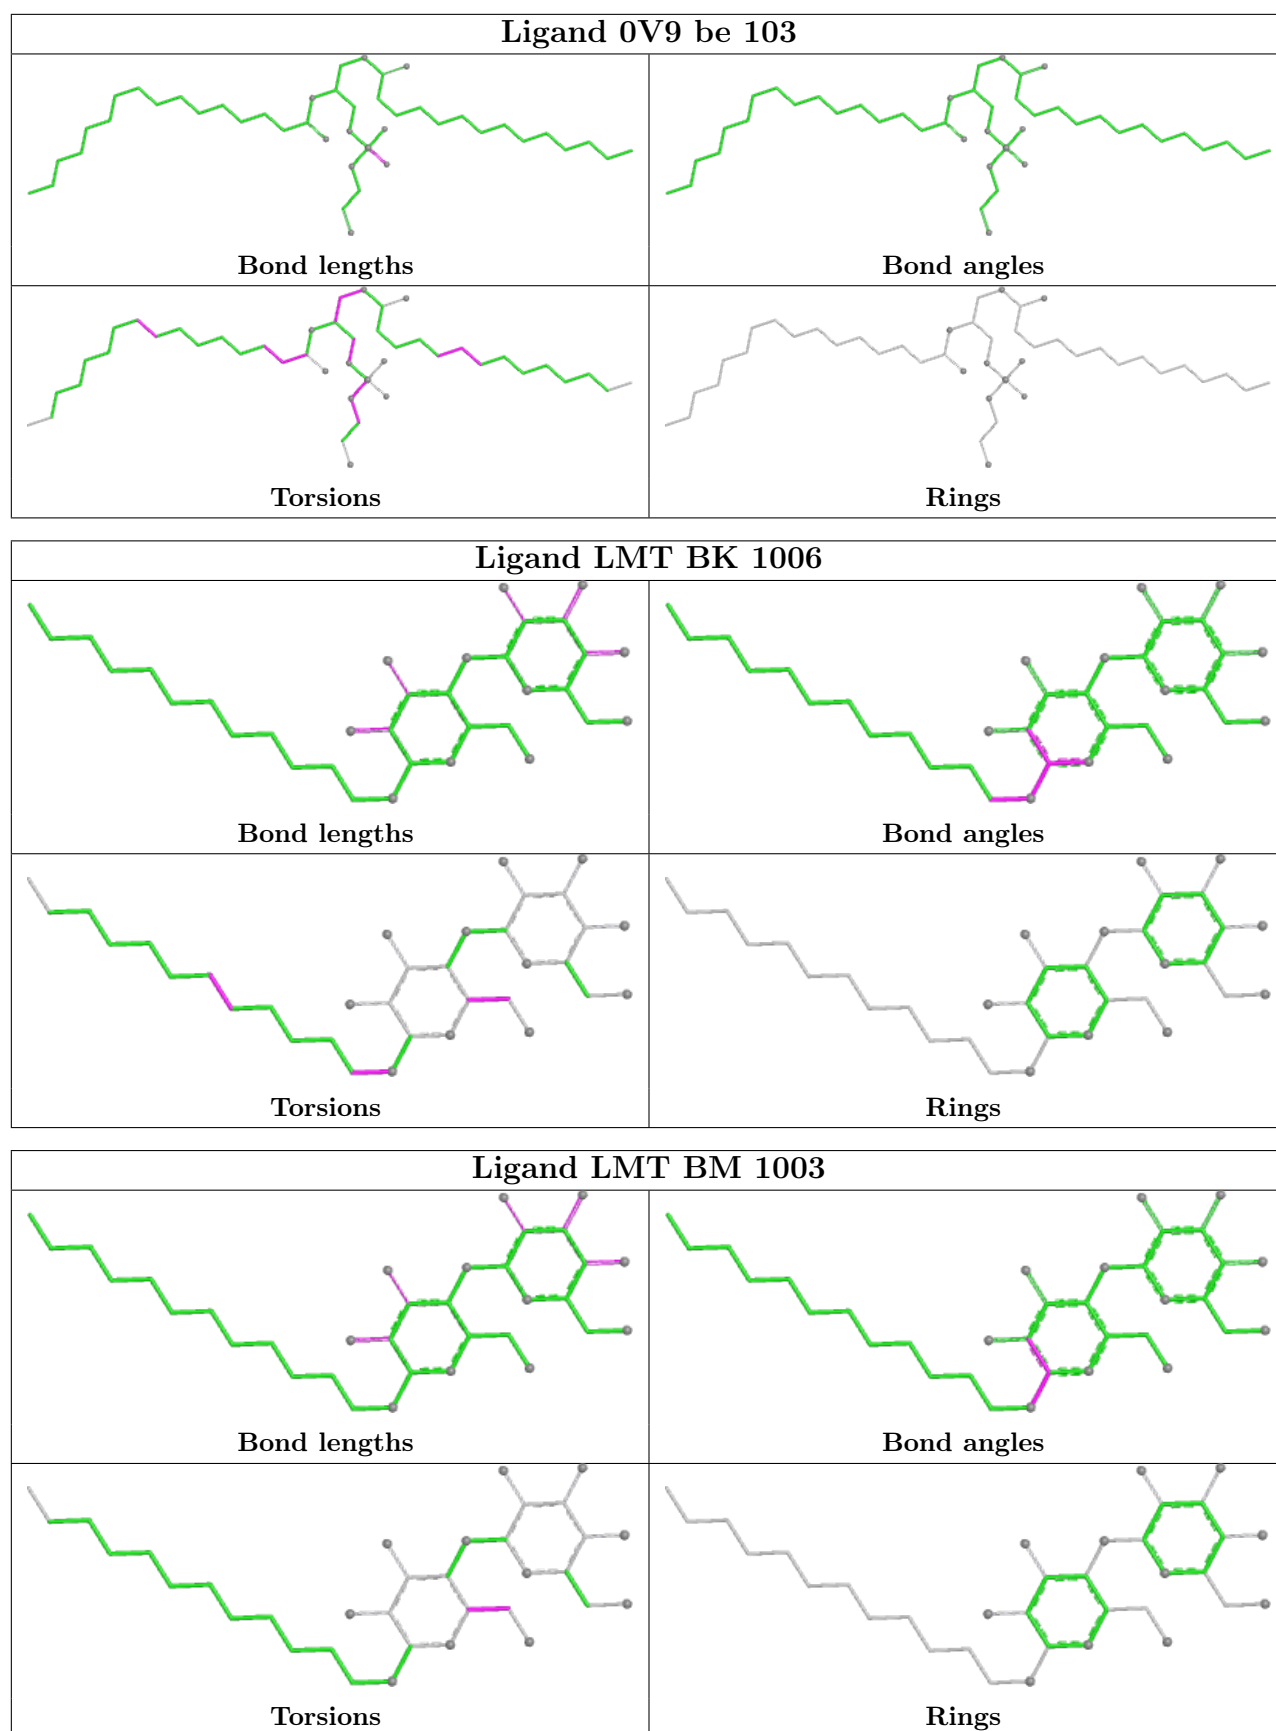 Ligand 0V9 be 103
Bond lengths
Bond angles
Torsions
Rings
Ligand LMT BK 1006
Bond lengths
Bond angles
Torsions
Rings
Ligand LMT BM 1003
Bond lengths
Bond angles
Torsions
Rings